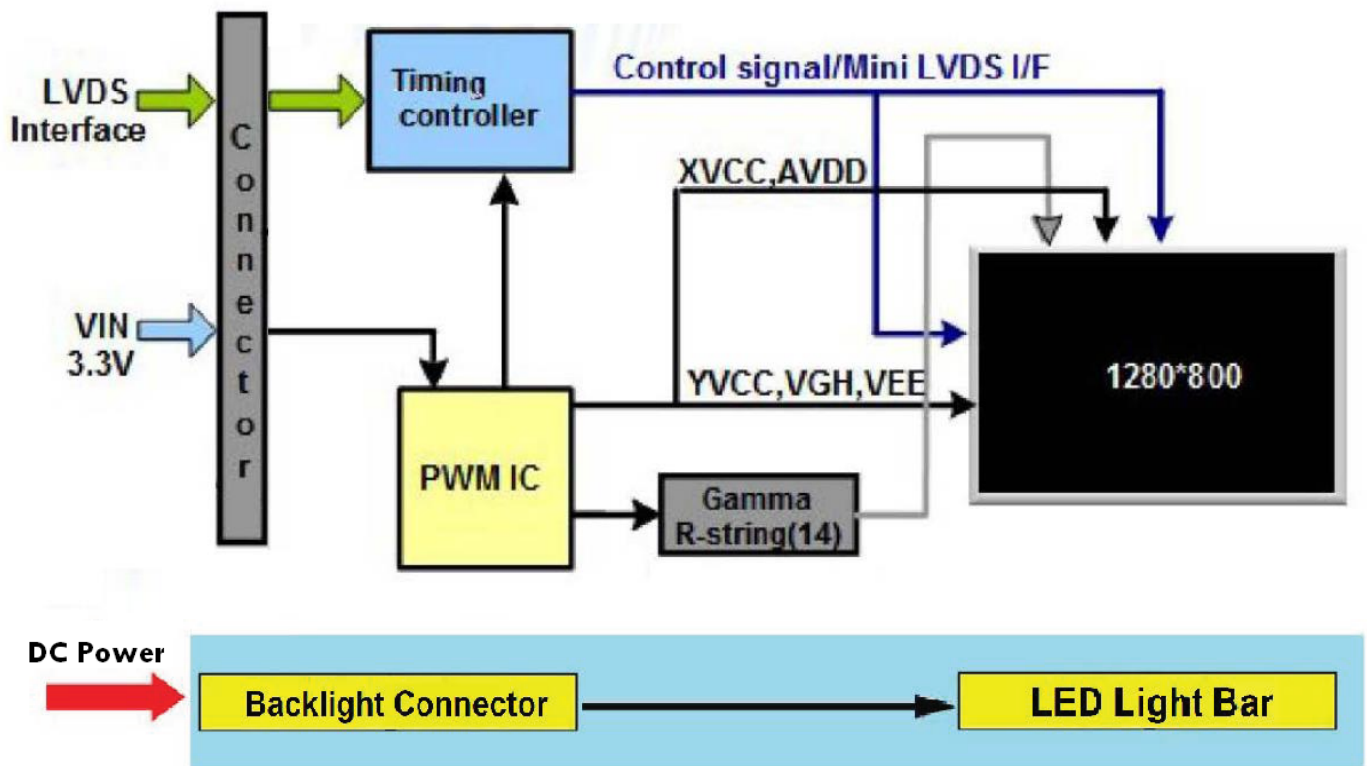 LVDS
Interface
Connector
Timing
controller
Control signal/Mini LVDS I/F
XVCC,AVDD
VIN
3.3V
YVCC,VGH,VEE
1280*800
PWM IC
Gamma
R-string(14)
DC Power
Backlight Connector
LED Light Bar